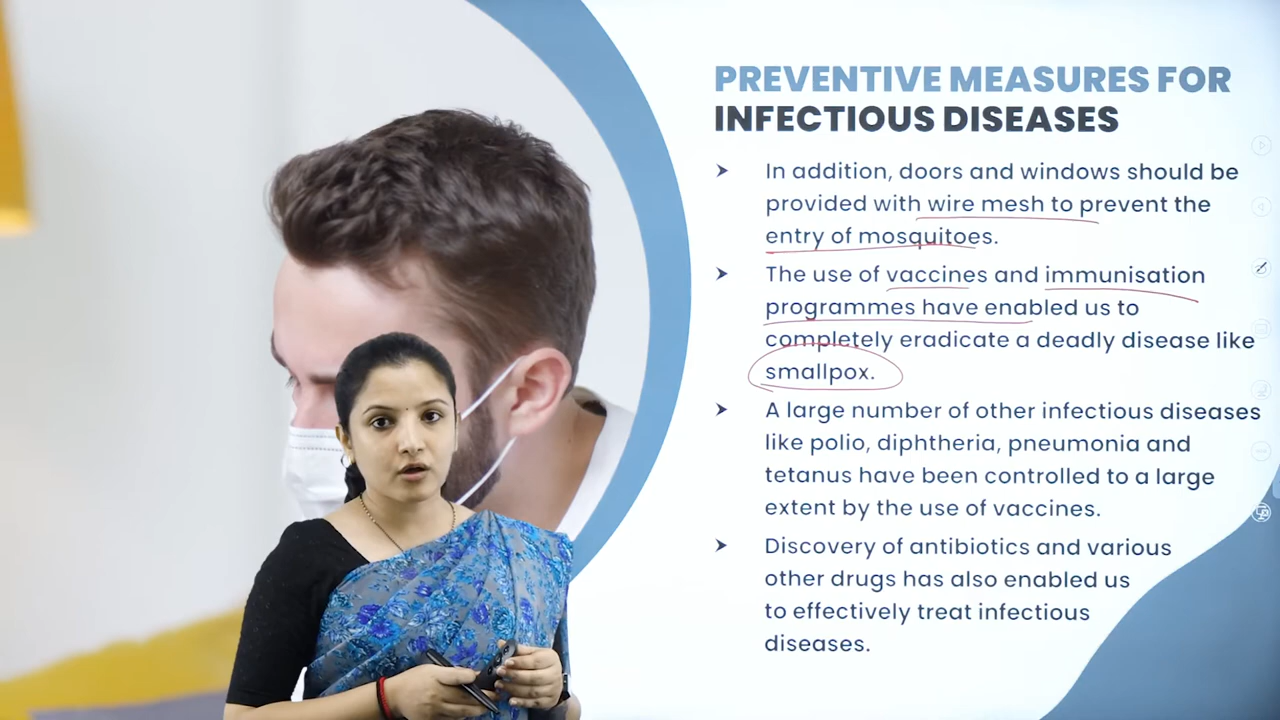 PREVENTIVE MEASURES FOR
INFECTIOUS DISEASES
➤ In addition, doors and windows should be
provided with wire mesh to prevent the
entry of mosquitoes.
➤ The use of vaccines and immunisation
programmes have enabled us to
completely eradicate a deadly disease like
smallpox.
➤ A large number of other infectious diseases
like polio, diphtheria, pneumonia and
tetanus have been controlled to a large
extent by the use of vaccines.
➤ Discovery of antibiotics and various
other drugs has also enabled us
to effectively treat infectious
diseases.